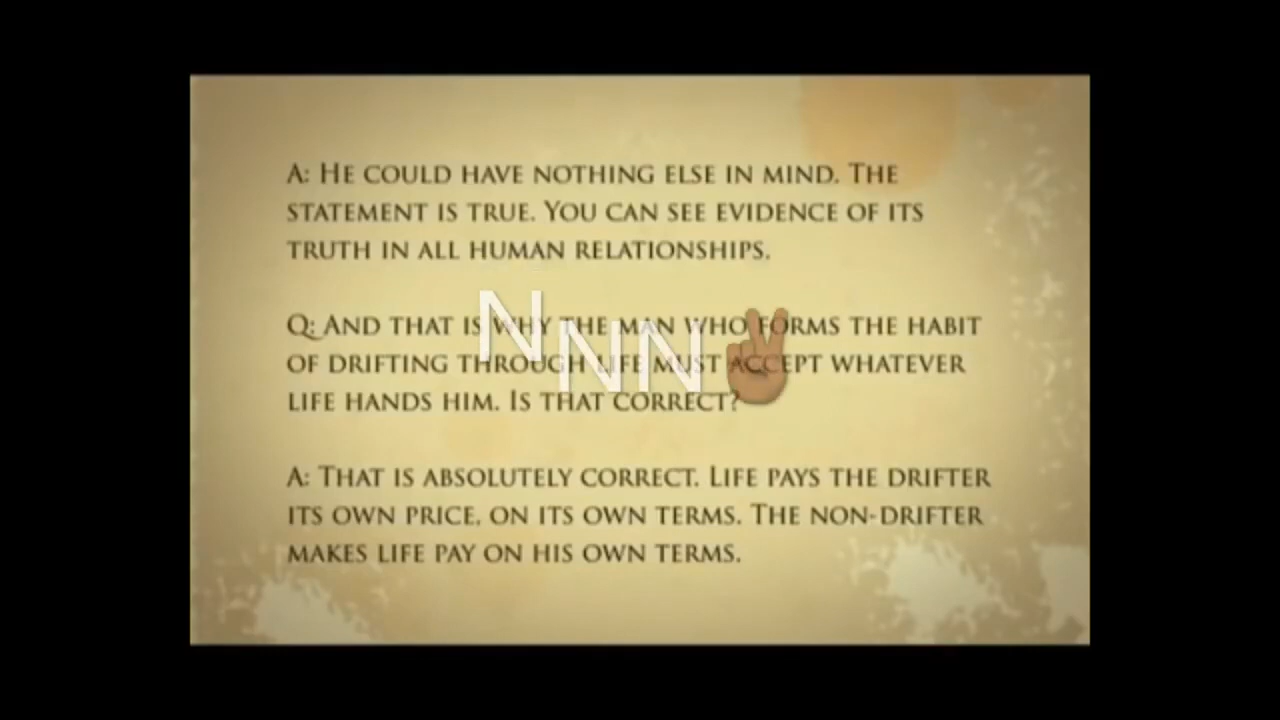 A: HE COULD HAVE NOTHING ELSE IN MIND. THE
STATEMENT IS TRUE. YOU CAN SEE EVIDENCE OF ITS
TRUTH IN ALL HUMAN RELATIONSHIPS.
Q: AND THAT IS WHY THE MAN WHO FORMS THE HABIT
OF DRIFTING THROUGH LIFE MUST ACCEPT WHATEVER
LIFE HANDS HIM. IS THAT CORRECT?
N
NNN✌🏾
A: THAT IS ABSOLUTELY CORRECT. LIFE PAYS THE DRIFTER
ITS OWN PRICE, ON ITS OWN TERMS. THE NON-DRIFTER
MAKES LIFE PAY ON HIS OWN TERMS.